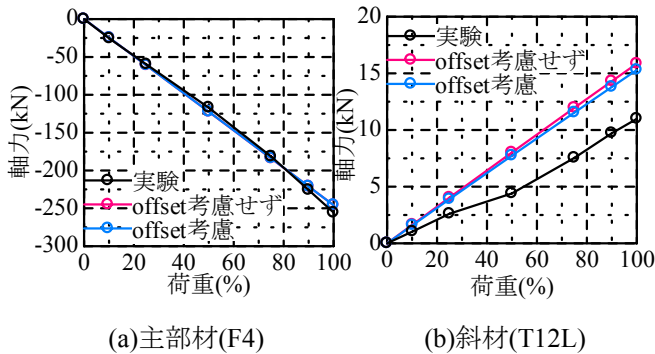 0
-50
-100
-150
-200
-250
-300
軸力(kN)
実験
offset考慮せず
offset考慮
0 20 40 60 80 100
荷重(%)
(a)主部材(F4)
20
15
10
5
0
軸力(kN)
実験
offset考慮せず
offset考慮
0 20 40 60 80 100
荷重(%)
(b)斜材(T12L)